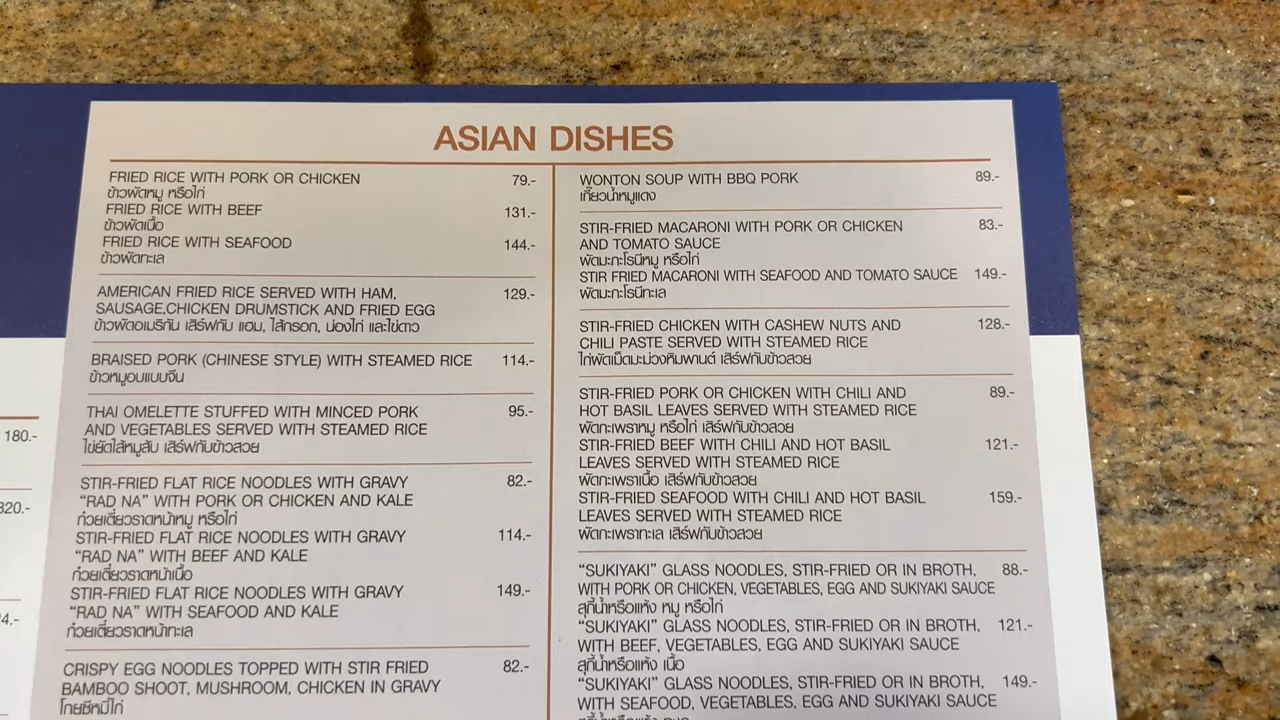 ASIAN DISHES
FRIED RICE WITH PORK OR CHICKEN 79.-
ข้าวผัดหมู หรือไก่
FRIED RICE WITH BEEF 131.-
ข้าวผัดเนื้อ
FRIED RICE WITH SEAFOOD 144.-
ข้าวผัดทะเล
AMERICAN FRIED RICE SERVED WITH HAM, 129.-
SAUSAGE,CHICKEN DRUMSTICK AND FRIED EGG
ข้าวผัดอเมริกัน เสิร์ฟกับ แฮม, ไส้กรอก, น่องไก่ และไข่ดาว
BRAISED PORK (CHINESE STYLE) WITH STEAMED RICE 114.-
ข้าวหมูอบแบบจีน
THAI OMELETTE STUFFED WITH MINCED PORK 95.-
AND VEGETABLES SERVED WITH STEAMED RICE
ไข่ยัดไส้หมูสับ เสิร์ฟกับข้าวสวย
STIR-FRIED FLAT RICE NOODLES WITH GRAVY 82.-
“RAD NA” WITH PORK OR CHICKEN AND KALE
ก๋วยเตี๋ยวราดหน้าหมู หรือไก่
STIR-FRIED FLAT RICE NOODLES WITH GRAVY 114.-
“RAD NA” WITH BEEF AND KALE
ก๋วยเตี๋ยวราดหน้าเนื้อ
STIR-FRIED FLAT RICE NOODLES WITH GRAVY 149.-
“RAD NA” WITH SEAFOOD AND KALE
ก๋วยเตี๋ยวราดหน้าทะเล
CRISPY EGG NOODLES TOPPED WITH STIR FRIED 82.-
BAMBOO SHOOT, MUSHROOM, CHICKEN IN GRAVY
โกยซีหมี่ไก่
WONTON SOUP WITH BBQ PORK 89.-
เกี๊ยวน้ำหมูแดง
STIR-FRIED MACARONI WITH PORK OR CHICKEN 83.-
AND TOMATO SAUCE
ผัดมะกะโรนีหมู หรือไก่
STIR FRIED MACARONI WITH SEAFOOD AND TOMATO SAUCE 149.-
ผัดมะกะโรนีทะเล
STIR-FRIED CHICKEN WITH CASHEW NUTS AND 128.-
CHILI PASTE SERVED WITH STEAMED RICE
ไก่ผัดเม็ดมะม่วงหิมพานต์ เสิร์ฟกับข้าวสวย
STIR-FRIED PORK OR CHICKEN WITH CHILI AND 89.-
HOT BASIL LEAVES SERVED WITH STEAMED RICE
ผัดกะเพราหมู หรือไก่ เสิร์ฟกับข้าวสวย
STIR-FRIED BEEF WITH CHILI AND HOT BASIL 121.-
LEAVES SERVED WITH STEAMED RICE
ผัดกะเพราเนื้อ เสิร์ฟกับข้าวสวย
STIR-FRIED SEAFOOD WITH CHILI AND HOT BASIL 159.-
LEAVES SERVED WITH STEAMED RICE
ผัดกะเพราทะเล เสิร์ฟกับข้าวสวย
“SUKIYAKI” GLASS NOODLES, STIR-FRIED OR IN BROTH, 88.-
WITH PORK OR CHICKEN, VEGETABLES, EGG AND SUKIYAKI SAUCE
สุกี้น้ำหรือแห้ง หมู หรือไก่
“SUKIYAKI” GLASS NOODLES, STIR-FRIED OR IN BROTH, 121.-
WITH BEEF, VEGETABLES, EGG AND SUKIYAKI SAUCE
สุกี้น้ำหรือแห้ง เนื้อ
“SUKIYAKI” GLASS NOODLES, STIR-FRIED OR IN BROTH, 149.-
WITH SEAFOOD, VEGETABLES, EGG AND SUKIYAKI SAUCE
180.-